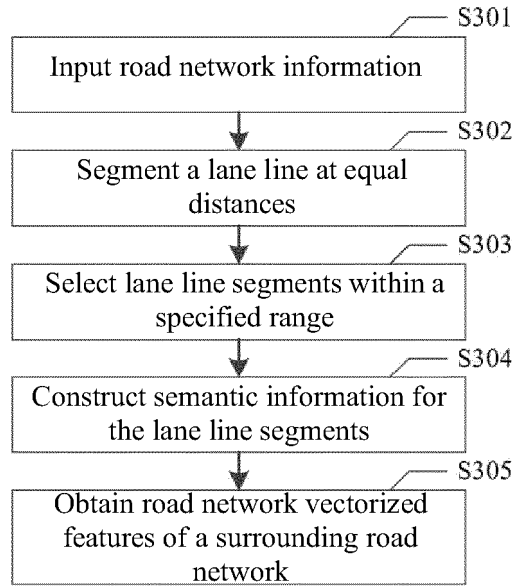 S301
Input road network information
S302
Segment a lane line at equal
distances
S303
Select lane line segments within a
specified range
S304
Construct semantic information for
the lane line segments
S305
Obtain road network vectorized
features of a surrounding road
network